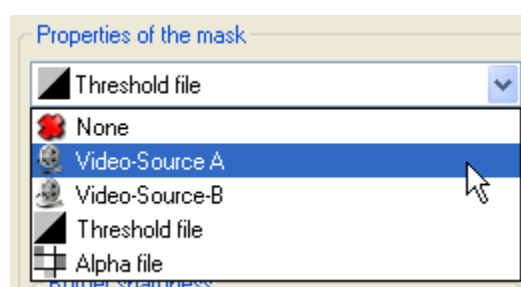 Properties of the mask
Threshold file
None
Video-Source A
Video-Source-B
Threshold file
Alpha file